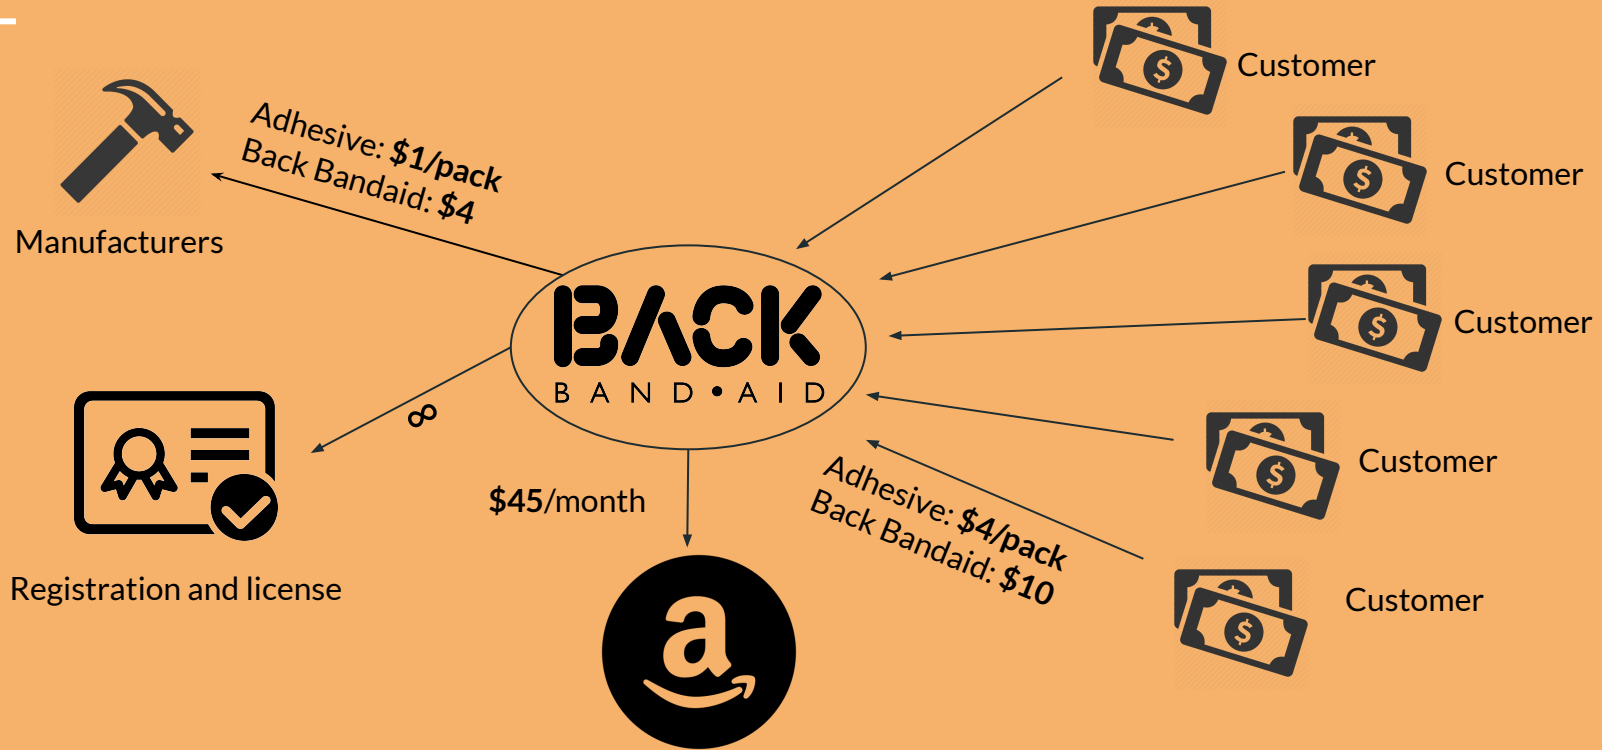 Customer
Customer
Adhesive: $1/pack
Back Bandaid: $4
Manufacturers
BACK
BAND•AID
Customer
∞
$45/month
Customer
Adhesive: $4/pack
Back Bandaid: $10
Registration and license
a
Customer